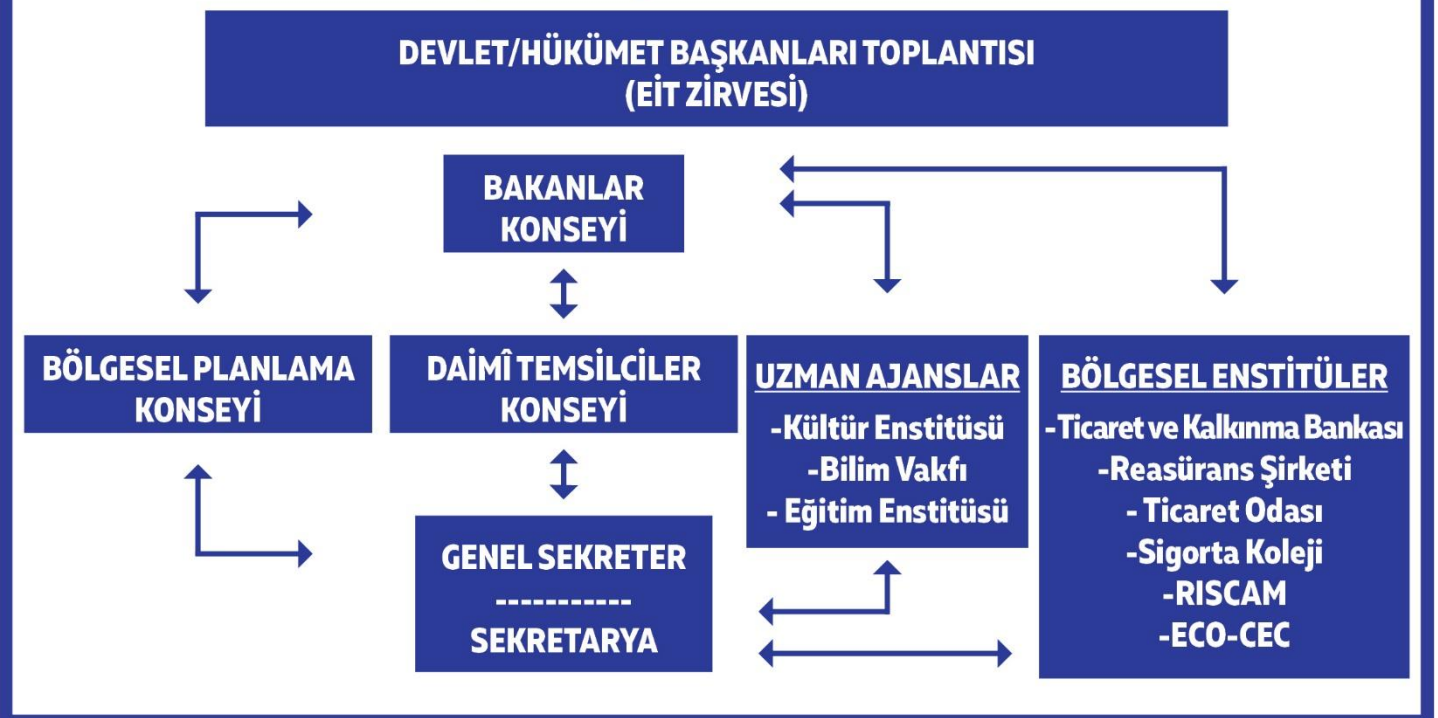 DEVLET/HÜKÜMET BAŞKANLARI TOPLANTISI
(EİT ZİRVESİ)
BAKANLAR
KONSEYİ
BÖLGESEL PLANLAMA
KONSEYİ
DAİMÎ TEMSİLCİLER
KONSEYİ
UZMAN AJANSLAR
-Kültür Enstitüsü
-Bilim Vakfı
- Eğitim Enstitüsü
BÖLGESEL ENSTİTÜLER
-Ticaret ve Kalkınma Bankası
-Reasürans Şirketi
- Ticaret Odası
-Sigorta Koleji
-RISCAM
-ECO-CEC
GENEL SEKRETER
-----------
SEKRETARYA